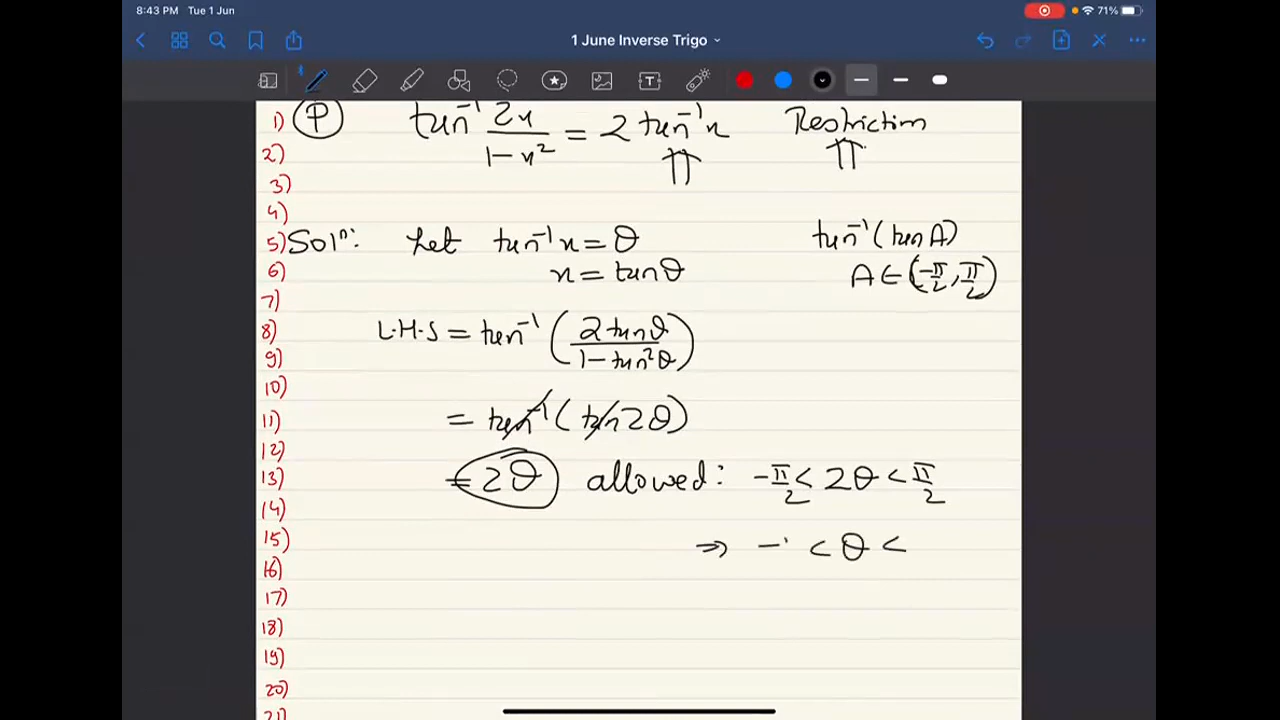 8:43 PM Tue 1 Jun 71%
1 June Inverse Trigo
1) (P) tan⁻¹ 2x/(1-x²) = 2 tan⁻¹x Restriction
2) ⇑ ⇑
3)
4)
5) Solⁿ: Let tan⁻¹x = θ tan⁻¹(tan A)
6) x = tanθ A ∈ (-π/2, π/2)
7)
8) L.H.S = tan⁻¹ (2tanθ/(1-tan²θ))
9)
10)
11) = tan⁻¹(tan2θ)
12)
13) = 2θ allowed: -π/2 < 2θ < π/2
14)
15) ⇒ - < θ <
16)
17)
18)
19)
20)
21)